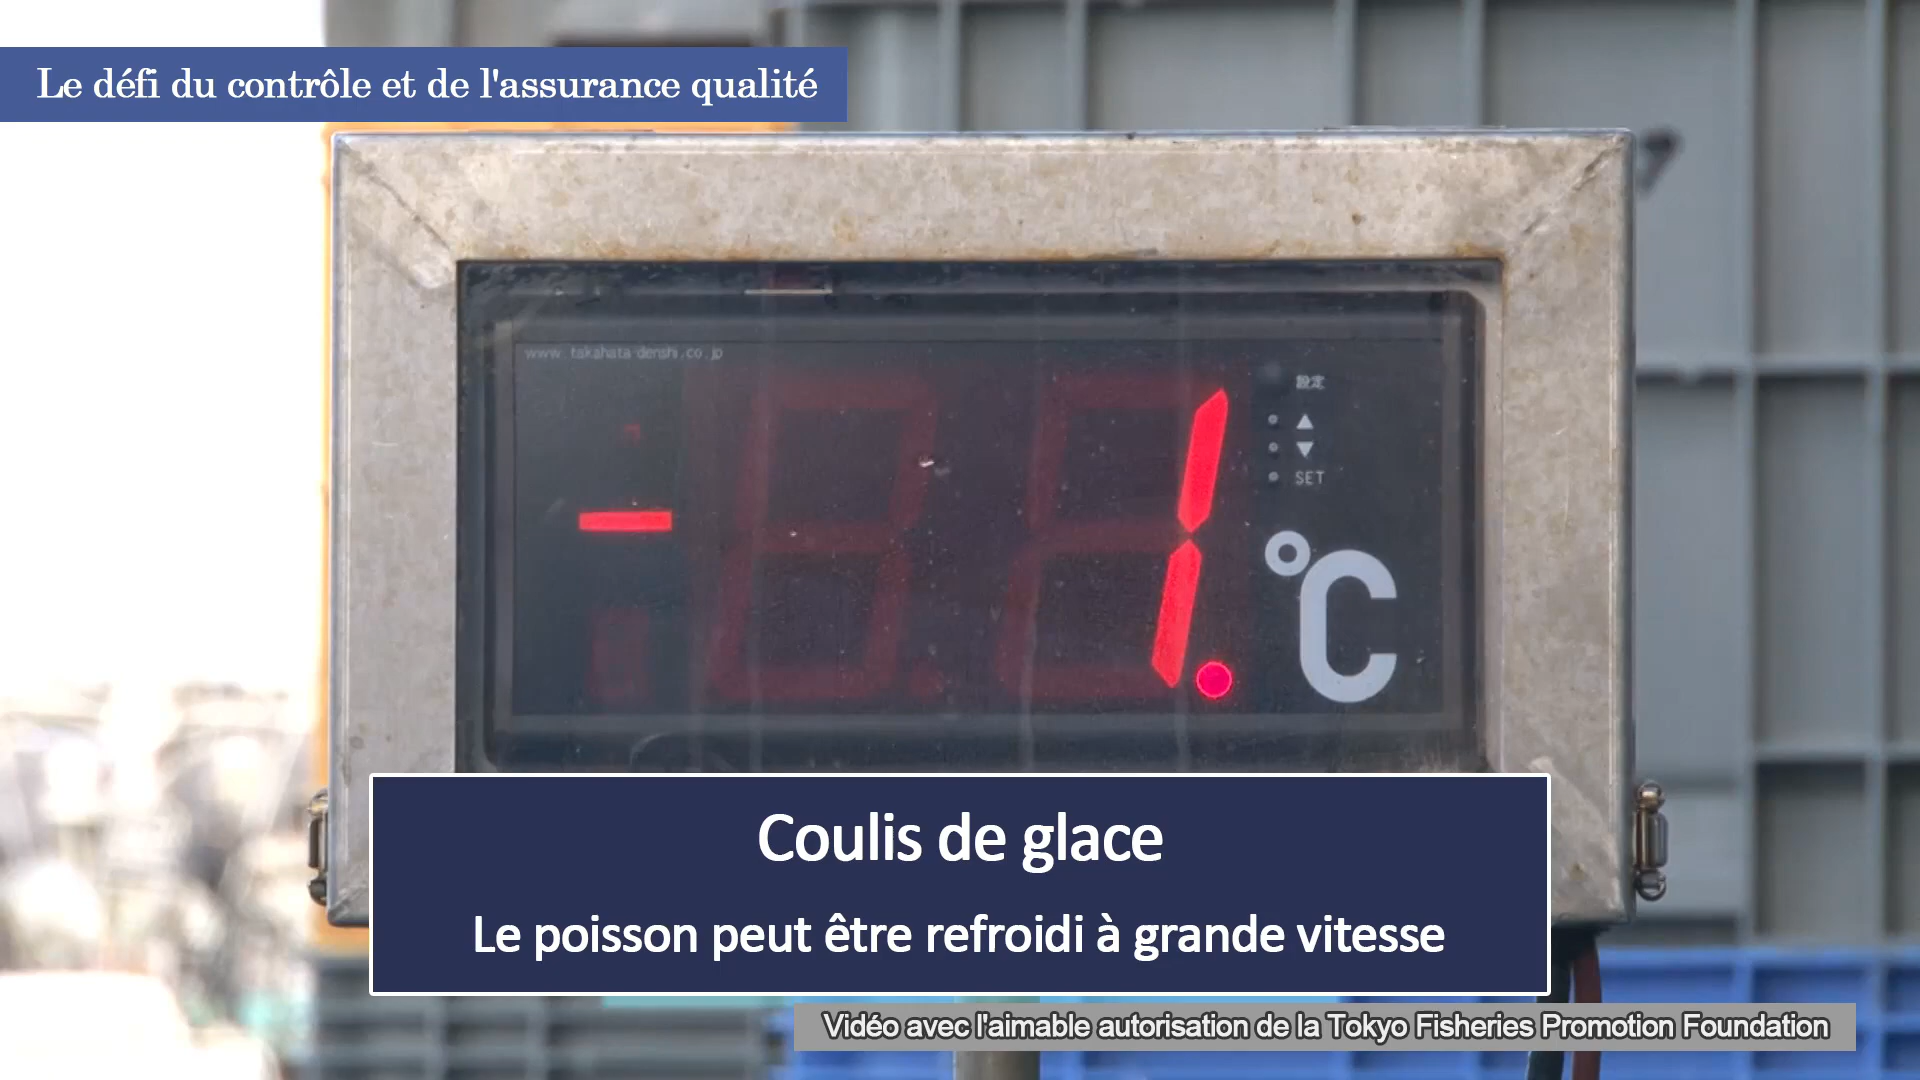 Le défi du contrôle et de l'assurance qualité
www.takahata-denshi.co.jp
設定
▲
▼
SET
-1.
°C
Coulis de glace
Le poisson peut être refroidi à grande vitesse
Vidéo avec l'aimable autorisation de la Tokyo Fisheries Promotion Foundation